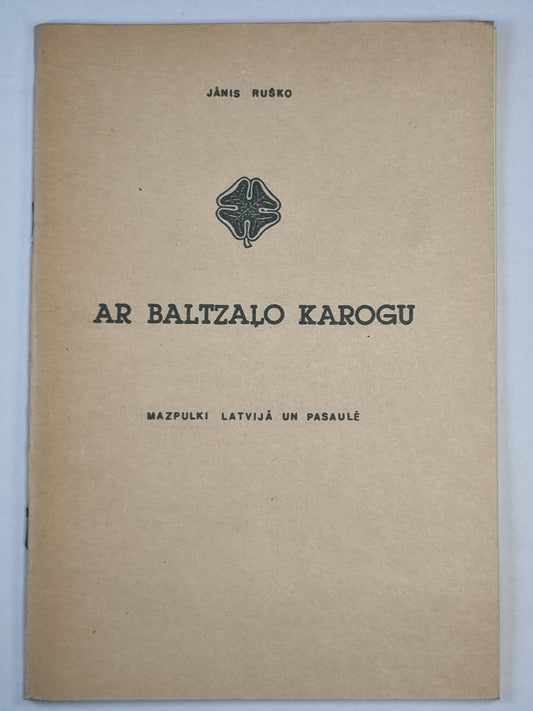 JĀNIS RUŠKO
AR BALTZAĻO KAROGU
MAZPULKI LATVIJĀ UN PASAULĒ